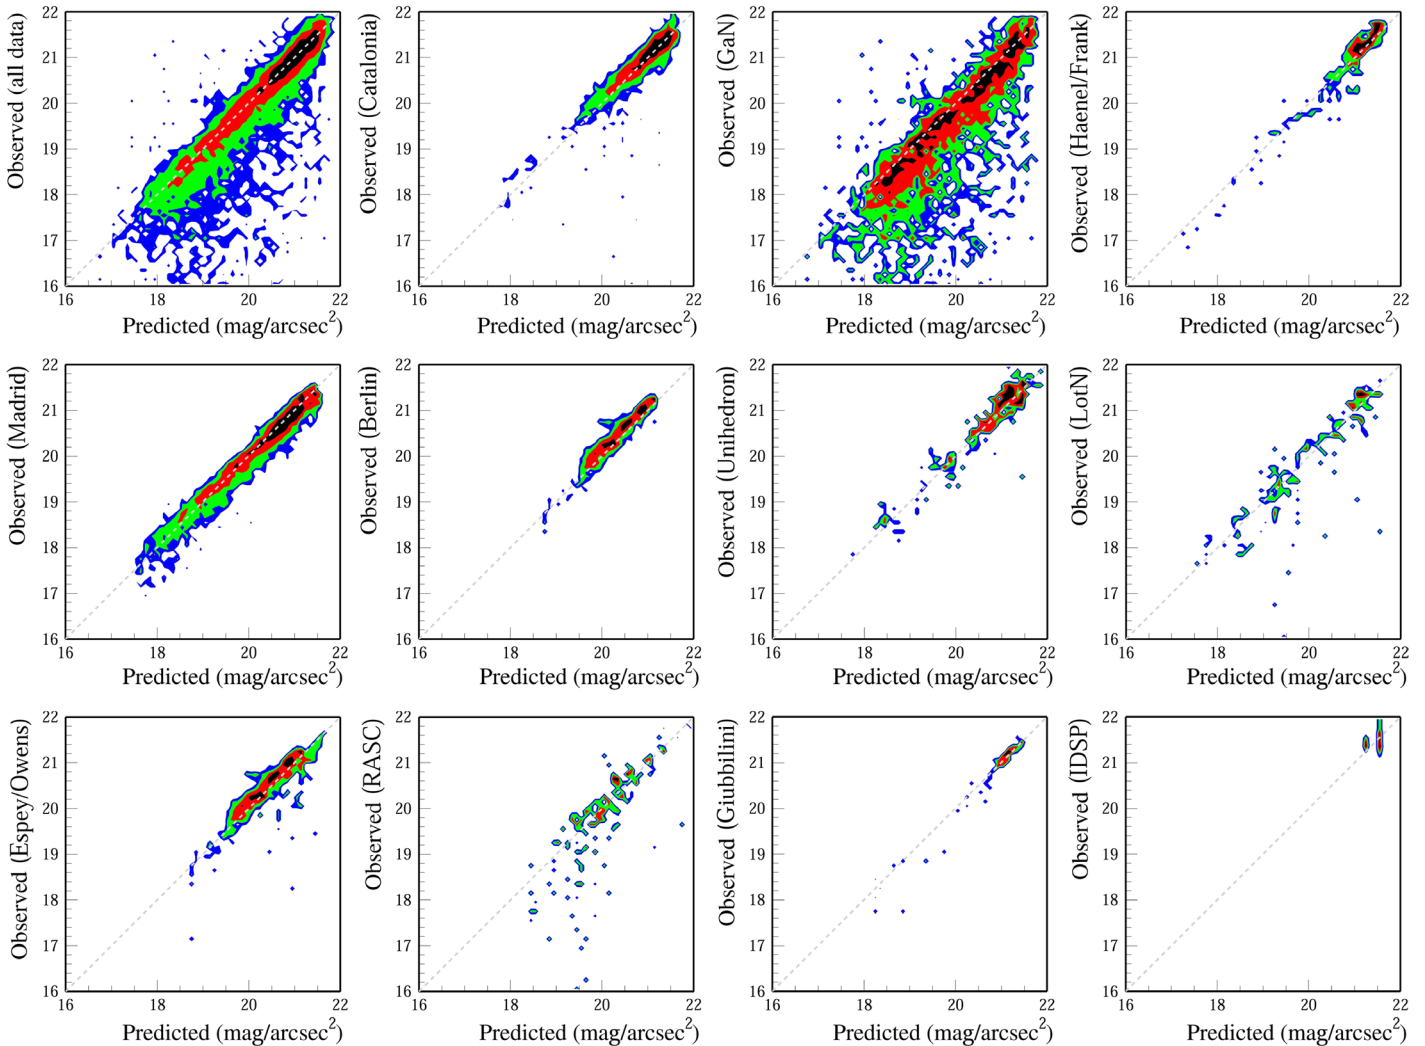 Observed (all data)
22
21
20
19
18
17
16
16 18 20 22
Predicted (mag/arcsec2)
Observed (Catalonia)
22
21
20
19
18
17
16
16 18 20 22
Predicted (mag/arcsec2)
Observed (GaN)
22
21
20
19
18
17
16
16 18 20 22
Predicted (mag/arcsec2)
Observed (Haenel/Frank)
22
21
20
19
18
17
16
16 18 20 22
Predicted (mag/arcsec2)
Observed (Madrid)
22
21
20
19
18
17
16
16 18 20 22
Predicted (mag/arcsec2)
Observed (Berlin)
22
21
20
19
18
17
16
16 18 20 22
Predicted (mag/arcsec2)
Observed (Unihedron)
22
21
20
19
18
17
16
16 18 20 22
Predicted (mag/arcsec2)
Observed (LotN)
22
21
20
19
18
17
16
16 18 20 22
Predicted (mag/arcsec2)
Observed (Espey/Owens)
22
21
20
19
18
17
16
16 18 20 22
Predicted (mag/arcsec2)
Observed (RASC)
22
21
20
19
18
17
16
16 18 20 22
Predicted (mag/arcsec2)
Observed (Giubbilini)
22
21
20
19
18
17
16
16 18 20 22
Predicted (mag/arcsec2)
Observed (IDSP)
22
21
20
19
18
17
16
16 18 20 22
Predicted (mag/arcsec2)